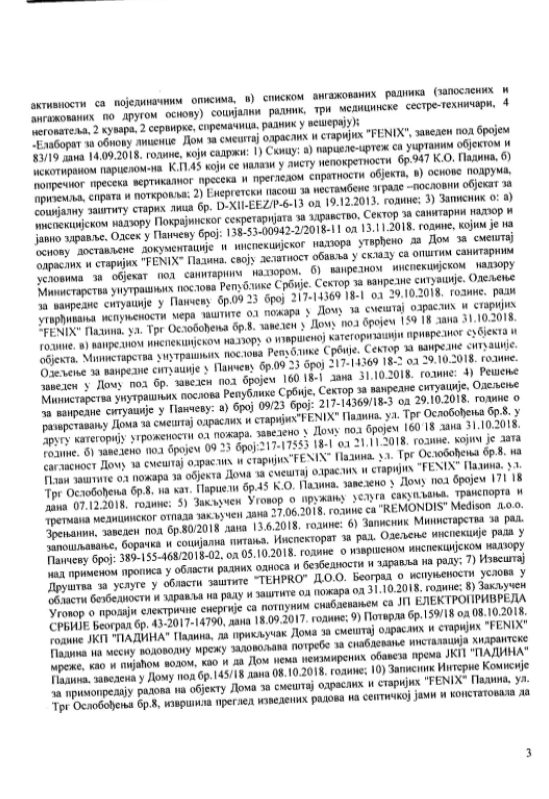 активности са појединачним описима, в) списком ангажованих радника (запослених и
ангажованих по другом основу) социјални радник, три медицинске сестре-техничари, 4
неговатеља, 2 кувара, 2 сервирке, спремачица, радник у вешерају);
-Елаборат за обнову лиценце Дом за смештај одраслих и старијих "FENIX", заведен под бројем
83/19 дана 14.09.2018. године, који садржи: 1) Скицу: а) парцеле-цртеж са уцртаним објектом и
искотираном парцелом-на К.П.45 који се налази у листу непокретности бр.947 К.О. Падина, б)
попречног пресека вертикалног пресека и прегледом спратности објекта, в) основе подрума,
приземља, спрата и поткровља; 2) Енергетски пасош за нестамбене зграде –пословни објекат за
социјалну заштиту старих лица бр. D-XII-EEZ/P-6-13 од 19.12.2013. године; 3) Записник о: а)
инспекцијском надзору Покрајинског секретаријата за здравство, Сектор за санитарни надзор и
јавно здравље, Одсек у Панчеву број: 138-53-00942-2/2018-11 од 13.11.2018. године, којим је на
основу достављене документације и инспекцијског надзора утврђено да Дом за смештај
одраслих и старијих "FENIX" Падина. своју делатност обавља у складу са општим санитарним
условима за објекат под санитарним надзором. б) ванредном инспекцијском надзору
Министарства унутрашњих послова Републике Србије. Сектор за ванредне ситуације. Одељење
за ванредне ситуације у Панчеву бр.09 23 број 217-14369 18-1 од 29.10.2018. године. ради
утврђивања испуњености мера заштите од пожара у Дому за смештај одраслих и старијих
"FENIX" Падина, ул. Трг Ослобођења бр.8. заведен у Дому под бројем 159 18 дана 31.10.2018.
године. в) ванредном инспекцијском надзору о извршеној категоризацији привредног субјекта и
објекта. Министарства унутрашњих послова Републике Србије. Сектор за ванредне ситуације.
Одељење за ванредне ситуације у Панчеву бр.09 23 број 217-14369 18-2 од 29.10.2018. године.
заведен у Дому под бр. заведен под бројем 160 18-1 дана 31.10.2018. године: 4) Решење
Министарства унутрашњих послова Републике Србије, Сектор за ванредне ситуације, Одељење
за ванредне ситуације у Панчеву: а) број 09/23 број: 217-14369/18-3 од 29.10.2018. године о
разврставању Дома за смештај одраслих и старијих"FENIX" Падина, ул. Трг Ослобођења бр.8. у
другу категорију угрожености од пожара. заведено у Дому под бројем 160 18 дана 31.10.2018.
године. б) заведено под бројем 09 23 број:217-17553 18-1 од 21.11.2018. године, којим је дата
сагласност Дому за смештај одраслих и старијих"FENIX" Падина. ул. Трг Ослобођења бр.8. на
План заштите од пожара за објекта Дома за смештај одраслих и старијих "FENIX" Падина. ул.
Трг Ослобођења бр.8, на кат. Парцели бр.45 К.О. Падина. заведено у Дому под бројем 171 18
дана 07.12.2018. године; 5) Закључен Уговор о пружању услуга сакупљања, транспорта и
третмана медицинског отпада закључен дана 27.06.2018. године са "REMONDIS" Medison д.о.о.
Зрењанин, заведен под бр.80/2018 дана 13.6.2018. године; 6) Записник Министарства за рад,
запошљавање, борачка и социјална питања, Инспекторат за рад, Одељење инспекције рада у
Панчеву број: 389-155-468/2018-02, од 05.10.2018. године о извршеном инспекцијском надзору
над применом прописа у области радних односа и безбедности и здравља на раду; 7) Извештај
Друштва за услуге у области заштите "TEHPRO" Д.О.О. Београд о испуњености услова у
области безбедности и здравља на раду и заштите од пожара од 31.10.2018. године; 8) Закључен
Уговор о продаји електричне енергије са потпуним снабдевањем са ЈП ЕЛЕКТРОПРИВРЕДА
СРБИЈЕ Београд бр. 43-2017-14790, дана 18.09.2017. године; 9) Потврда бр.159/18 од 08.10.2018.
године ЈКП "ПАДИНА" Падина, да прикључак Дома за смештај одраслих и старијих "FENIX"
Падина на месну водоводну мрежу задовољава потребе за снабдевање инсталација хидрантске
мреже, као и пијаћом водом, као и да Дом нема неизмирених обавеза према ЈКП "ПАДИНА"
Падина, заведена у Дому под бр.145/18 дана 08.10.2018. године; 10) Записник Интерне Комисије
за примопредају радова на објекту Дома за смештај одраслих и старијих "FENIX" Падина, ул.
Трг Ослобођења бр.8, извршила преглед изведених радова на септичкој јами и констатовала да
3